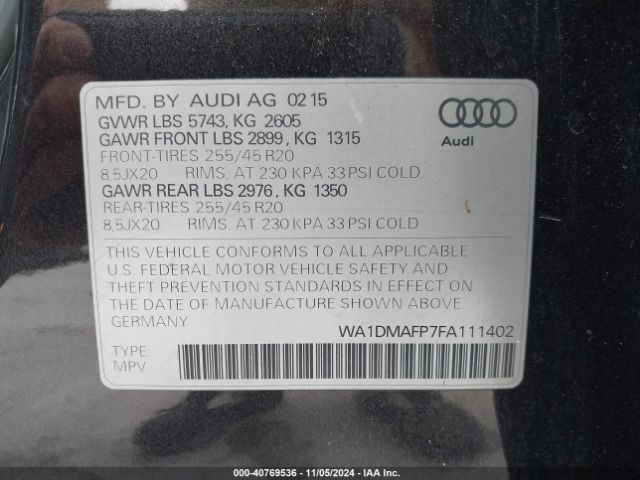 MFD. BY AUDI AG 02 15
GVWR LBS 5743, KG 2605
GAWR FRONT LBS 2899, KG 1315
FRONT-TIRES 255/45 R20
8,5JX20 RIMS, AT 230 KPA 33 PSI COLD
GAWR REAR LBS 2976, KG 1350
REAR-TIRES 255/45 R20
8,5JX20 RIMS, AT 230 KPA 33 PSI COLD
Audi
THIS VEHICLE CONFORMS TO ALL APPLICABLE
U.S. FEDERAL MOTOR VEHICLE SAFETY AND
THEFT PREVENTION STANDARDS IN EFFECT ON
THE DATE OF MANUFACTURE SHOWN ABOVE
GERMANY
WA1DMAFP7FA111402
TYPE:
MPV
000-40769536 - 11/05/2024 - IAAI.COM